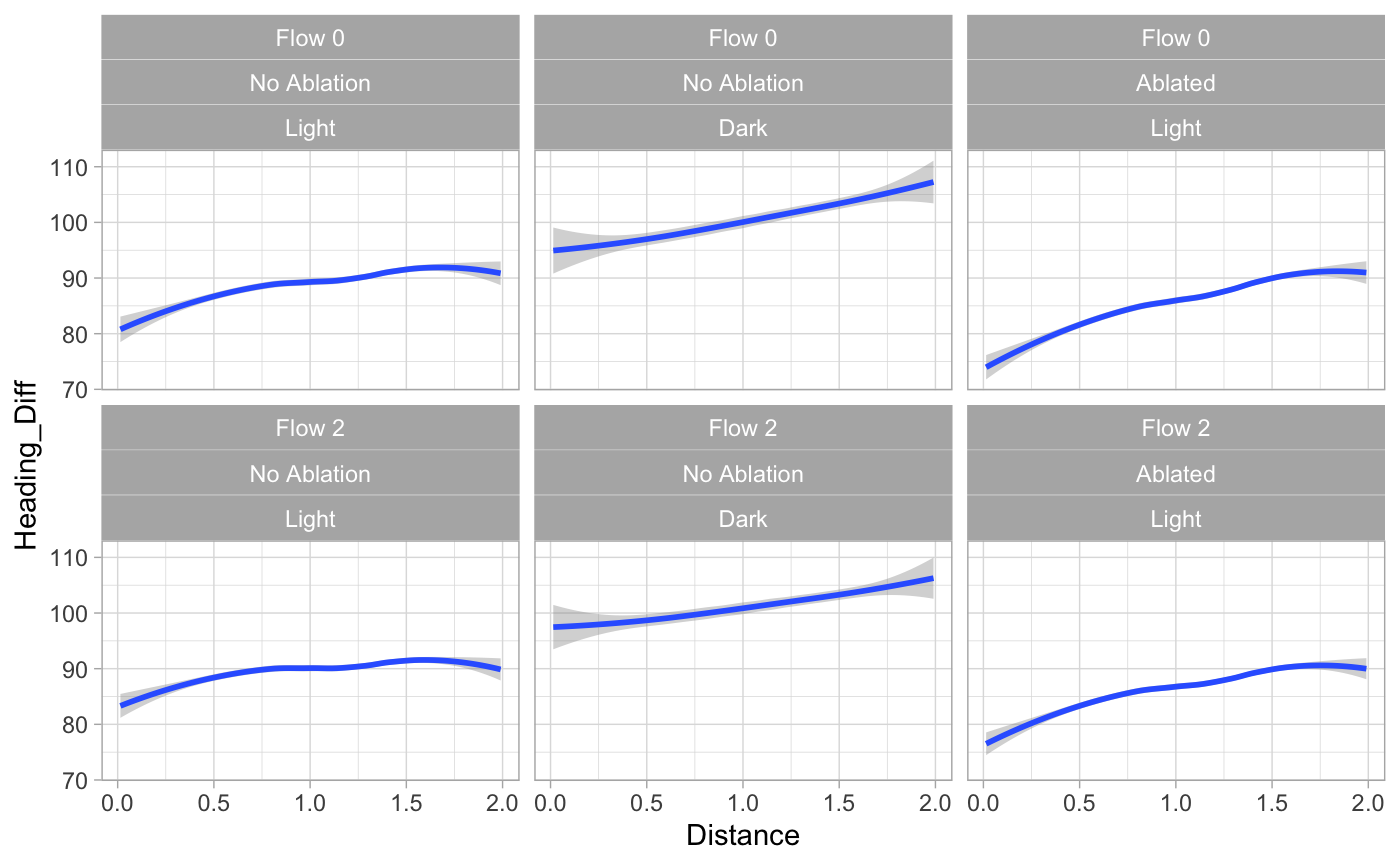 Flow 0
No Ablation
Light
Flow 0
No Ablation
Dark
Flow 0
Ablated
Light
110
100
90
80
70
Flow 2
No Ablation
Light
Flow 2
No Ablation
Dark
Flow 2
Ablated
Light
110
100
90
80
70
0.0 0.5 1.0 1.5 2.0
0.0 0.5 1.0 1.5 2.0
0.0 0.5 1.0 1.5 2.0
Heading_Diff
Distance